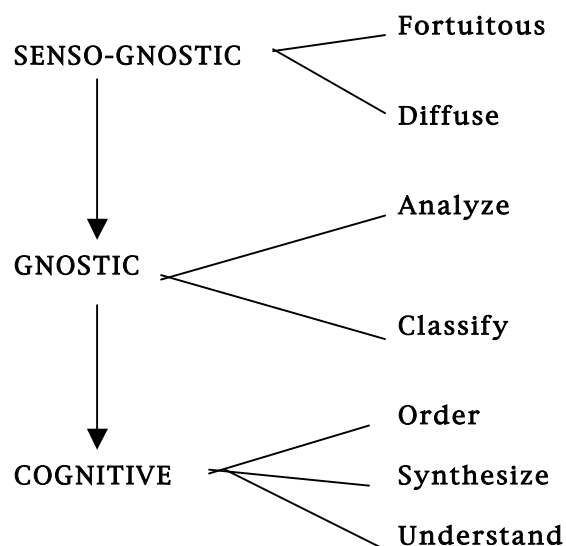 Fortuitous
SENSO-GNOSTIC
Diffuse
Analyze
GNOSTIC
Classify
Order
COGNITIVE
Synthesize
Understand